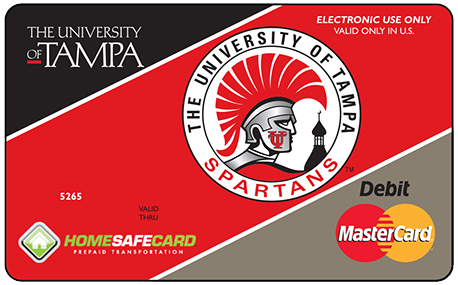 THE UNIVERSITY
OF TAMPA
ELECTRONIC USE ONLY
VALID ONLY IN U.S.
THE UNIVERSITY OF TAMPA
UT
SPARTANS
TM
5265
VALID
THRU
HOMESAFECARD
PREPAID TRANSPORTATION
Debit
MasterCard